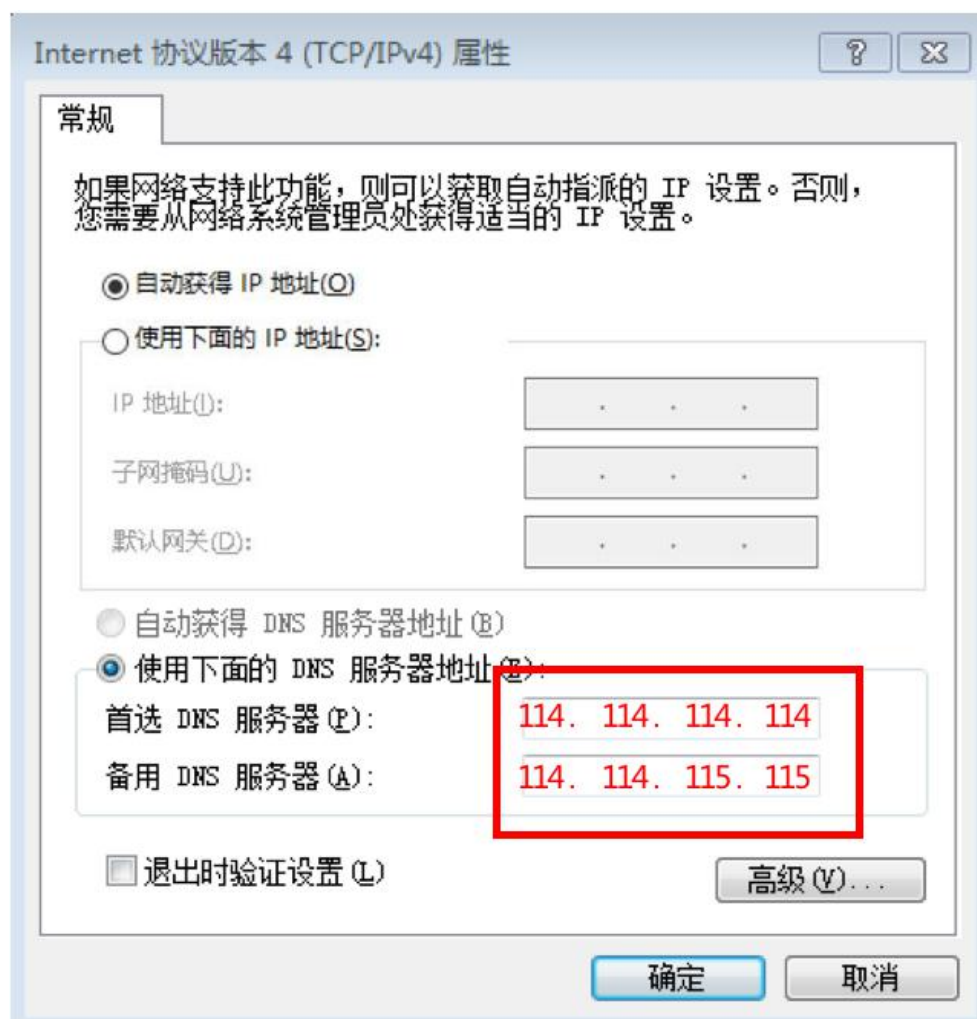 Internet 协议版本 4 (TCP/IPv4) 属性
常规
如果网络支持此功能，则可以获取自动指派的 IP 设置。否则，
您需要从网络系统管理员处获得适当的 IP 设置。
自动获得 IP 地址(O)
使用下面的 IP 地址(S):
IP 地址(I):
子网掩码(U):
默认网关(D):
自动获得 DNS 服务器地址(B)
使用下面的 DNS 服务器地址(E):
首选 DNS 服务器(P): 114. 114. 114. 114
备用 DNS 服务器(A): 114. 114. 115. 115
退出时验证设置(L)
高级(V)...
确定 取消